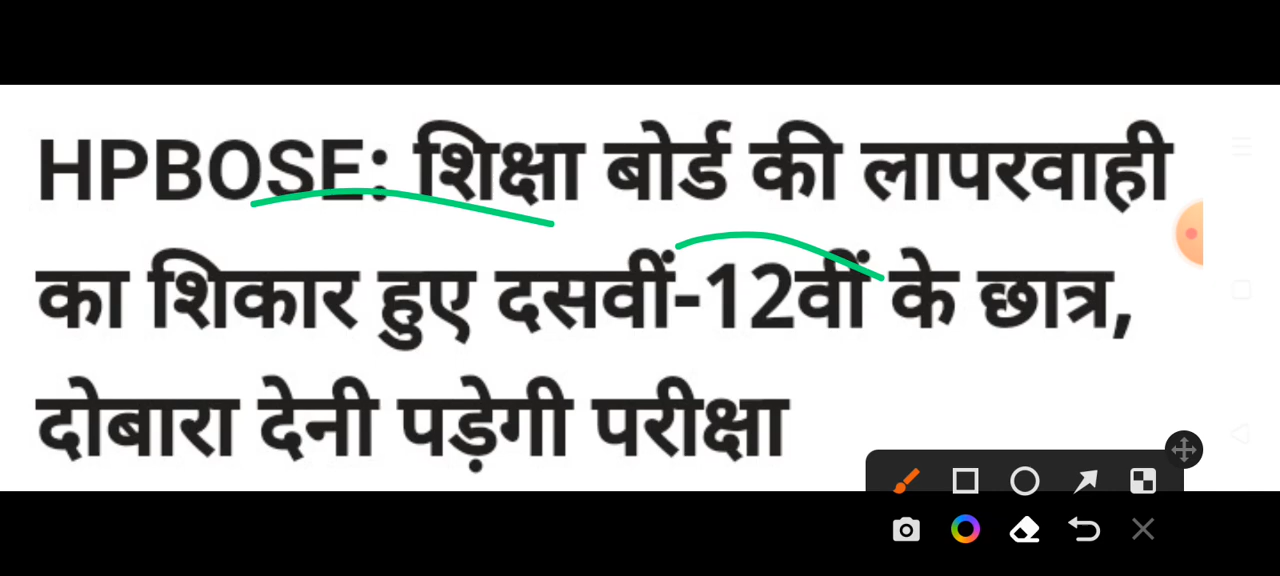 HPBOSE: शिक्षा बोर्ड की लापरवाही
का शिकार हुए दसवीं-12वीं के छात्र,
दोबारा देनी पड़ेगी परीक्षा